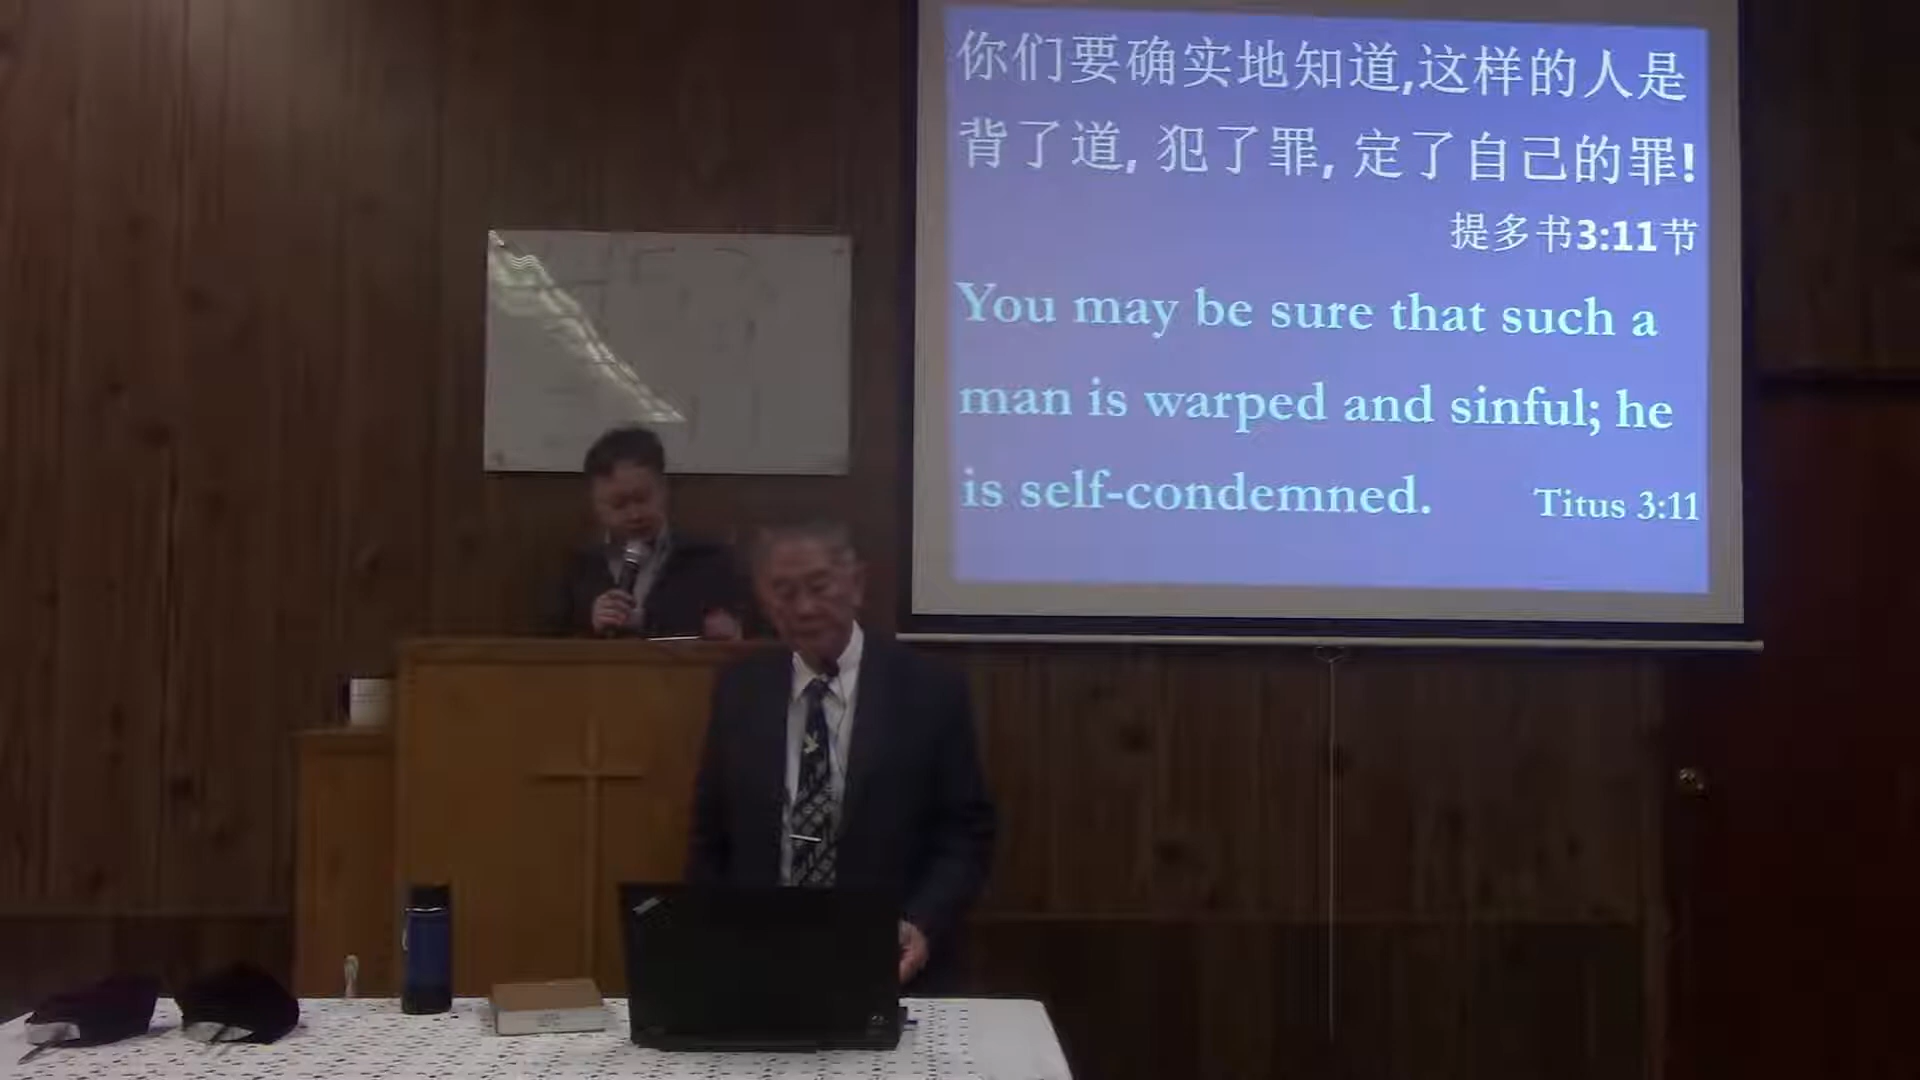 你们要确实地知道,这样的人是
背了道, 犯了罪, 定了自己的罪!
提多书3:11节
You may be sure that such a
man is warped and sinful; he
is self-condemned. Titus 3:11